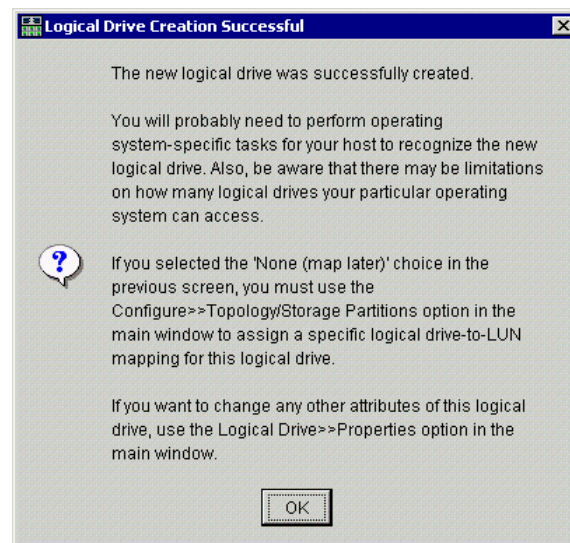 Logical Drive Creation Successful
The new logical drive was successfully created.
You will probably need to perform operating
system-specific tasks for your host to recognize the new
logical drive. Also, be aware that there may be limitations
on how many logical drives your particular operating
system can access.
If you selected the 'None (map later)' choice in the
previous screen, you must use the
Configure>>Topology/Storage Partitions option in the
main window to assign a specific logical drive-to-LUN
mapping for this logical drive.
If you want to change any other attributes of this logical
drive, use the Logical Drive>>Properties option in the
main window.
OK